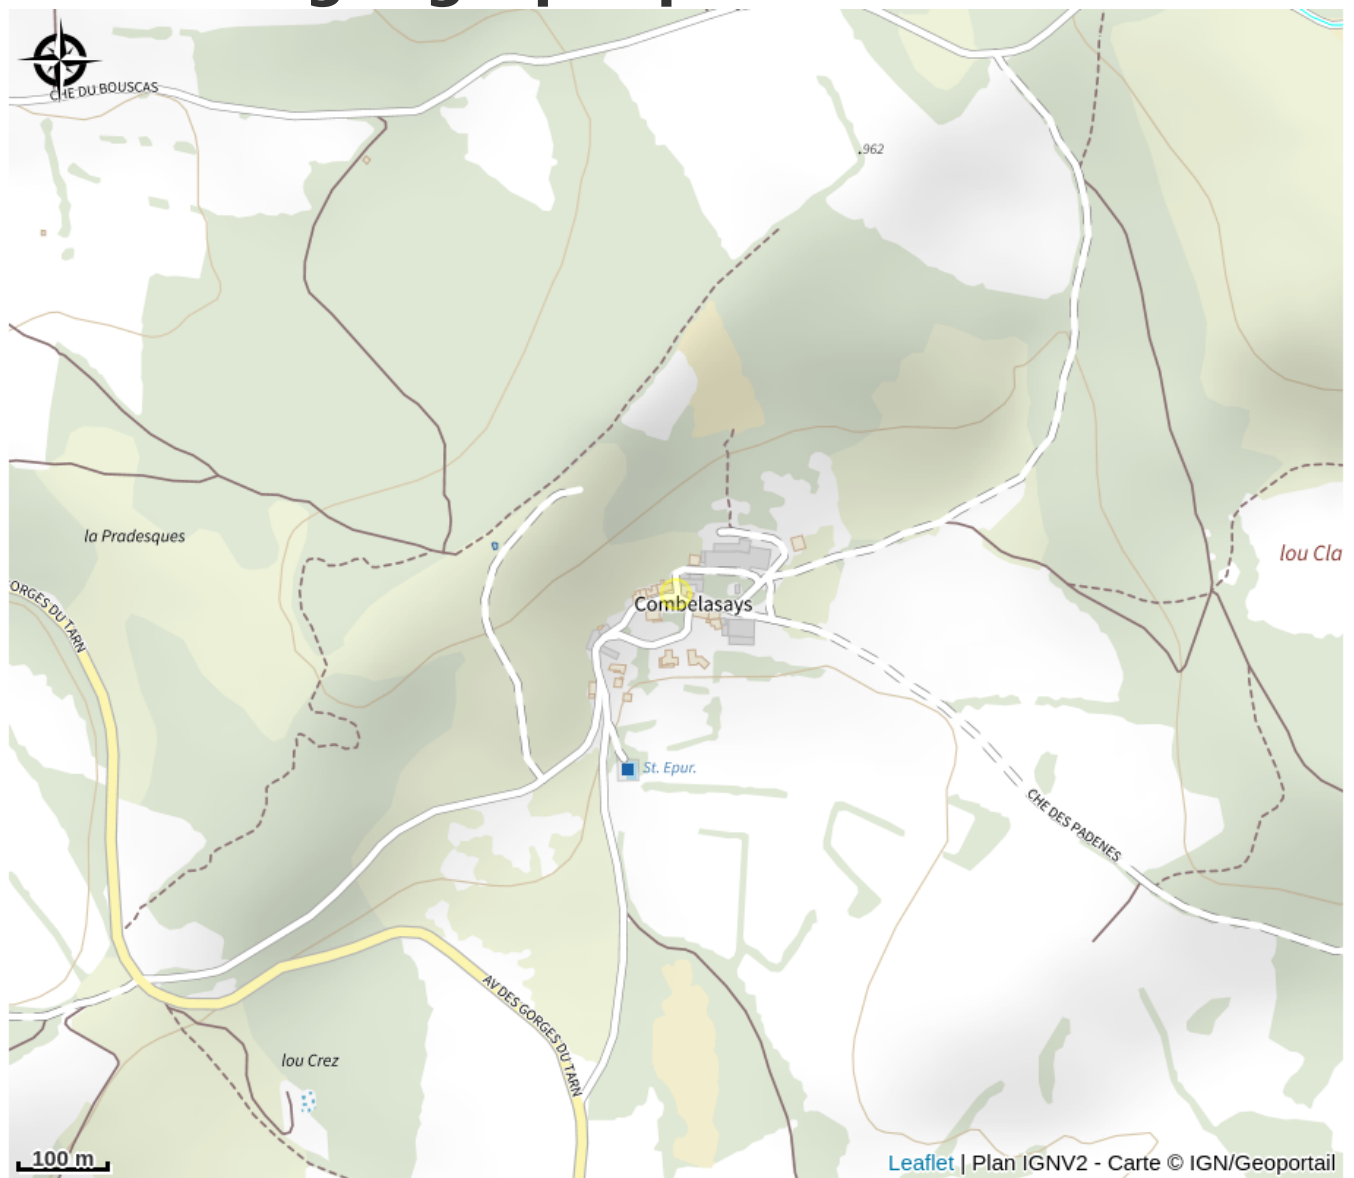 CHE DU BOUSCAS
.962
la Pradesques
lou Cla
GORGES DU TARN
Combelasays
St. Epur.
CHE DES PADENES
AV DES GORGES DU TARN
lou Crez
100 m
Leaflet | Plan IGNV2 - Carte © IGN/Geoportail